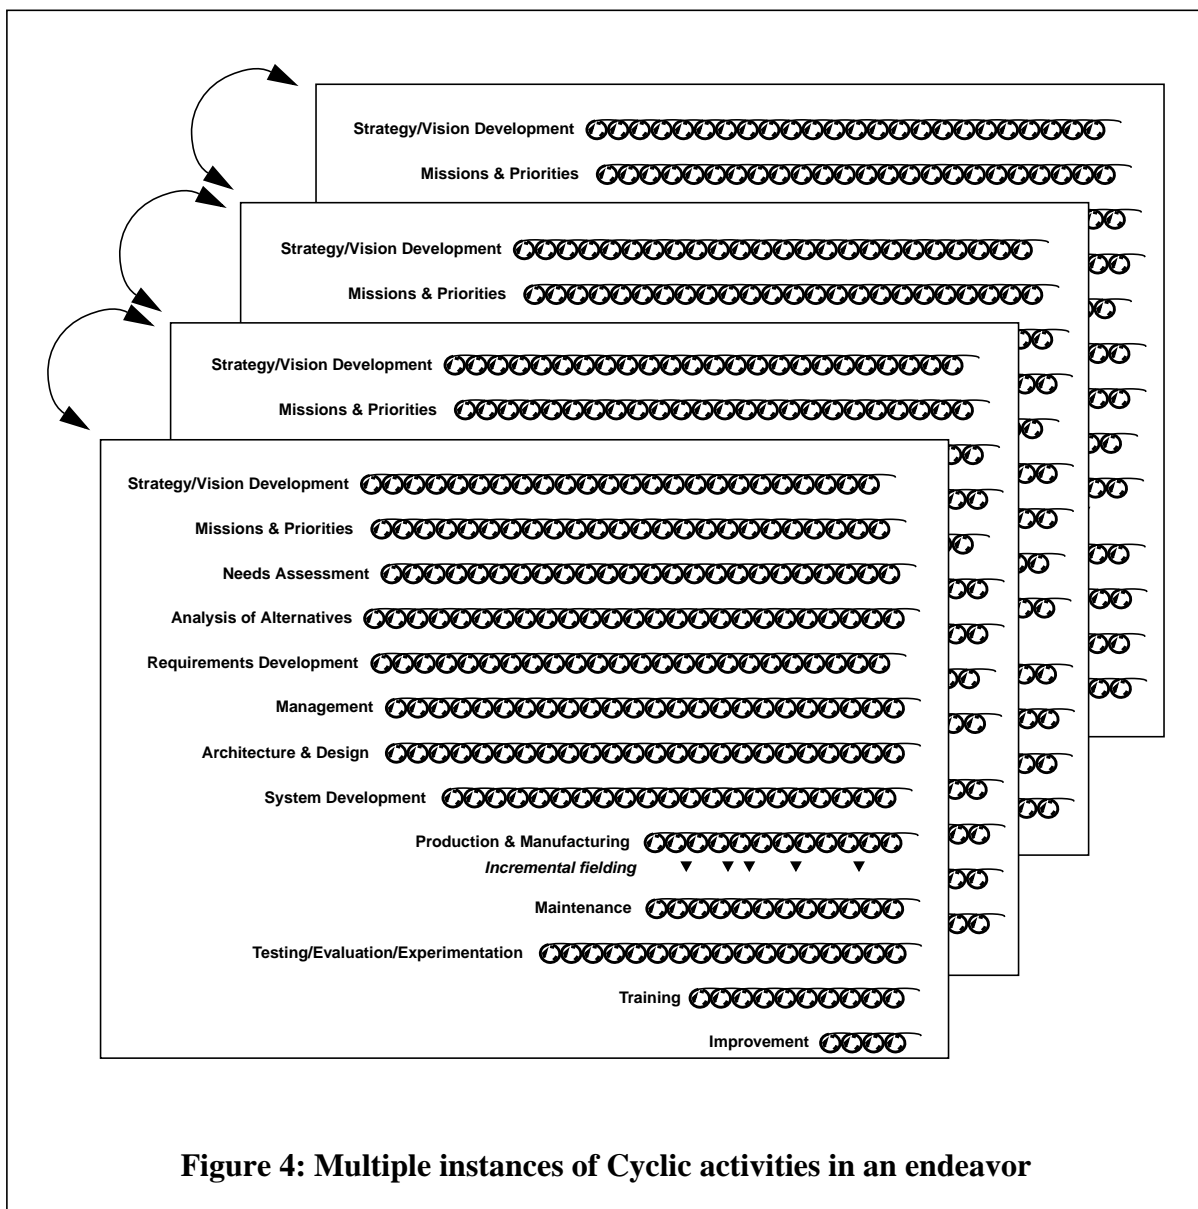 Strategy/Vision Development
Missions & Priorities
Strategy/Vision Development
Missions & Priorities
Strategy/Vision Development
Missions & Priorities
Strategy/Vision Development
Missions & Priorities
Needs Assessment
Analysis of Alternatives
Requirements Development
Management
Architecture & Design
System Development
Production & Manufacturing
Incremental fielding
Maintenance
Testing/Evaluation/Experimentation
Training
Improvement
Figure 4: Multiple instances of Cyclic activities in an endeavor